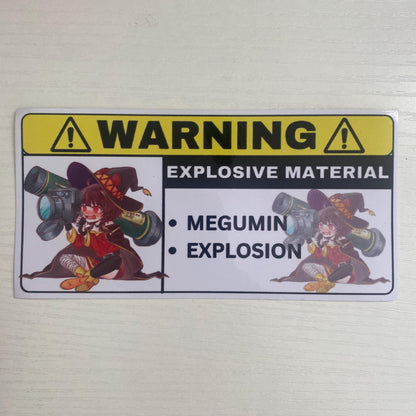 WARNING
EXPLOSIVE MATERIAL
• MEGUMIN
• EXPLOSION